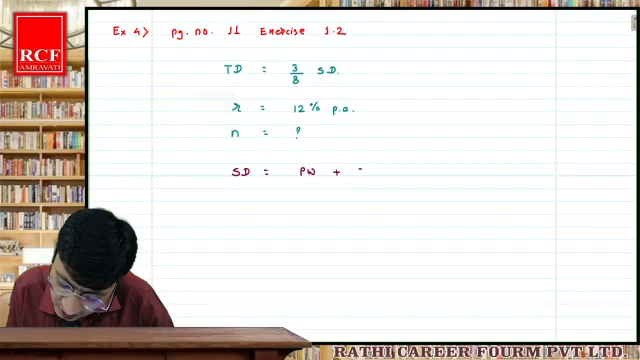 Ex 4> pg. no. 11 Exercise 1.2
RCF
AMRAVATI
TD = 3/8 S.D.
r = 12% p.a.
n = ?
SD = PW +
RATHI CAREER FOURM PVT LTD